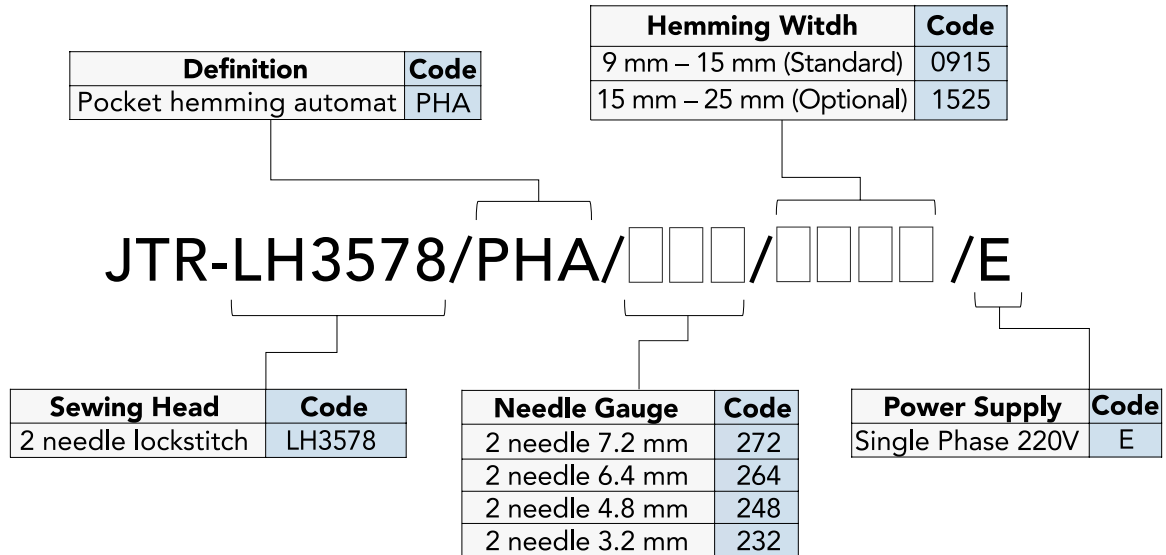 Hemming Witdh Code
9 mm – 15 mm (Standard) 0915
15 mm – 25 mm (Optional) 1525
Definition Code
Pocket hemming automat PHA
JTR-LH3578/PHA/□□□/□□□□ /E
Sewing Head Code
2 needle lockstitch LH3578
Needle Gauge Code
2 needle 7.2 mm 272
2 needle 6.4 mm 264
2 needle 4.8 mm 248
2 needle 3.2 mm 232
Power Supply Code
Single Phase 220V E